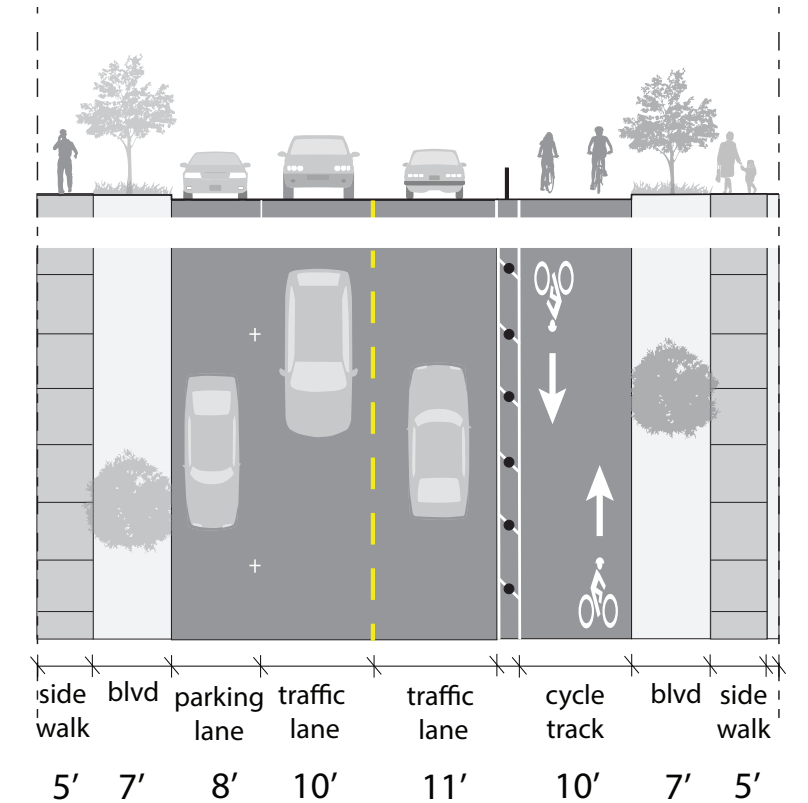 side walk
blvd
parking lane
traffic lane
traffic lane
cycle track
blvd
side walk
5’ 7’ 8’ 10’ 11’ 10’ 7’ 5’